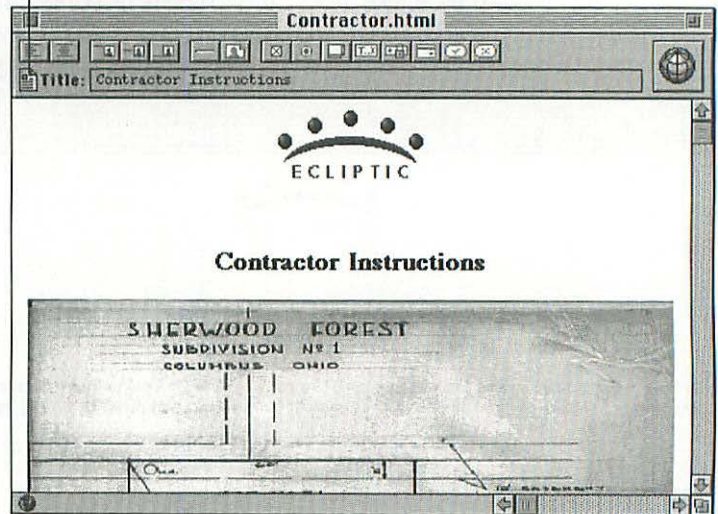 Contractor.html
Title: Contractor Instructions
ECLIPTIC
Contractor Instructions
SHERWOOD FOREST
SUBDIVISION Nº 1
COLUMBUS OHIO